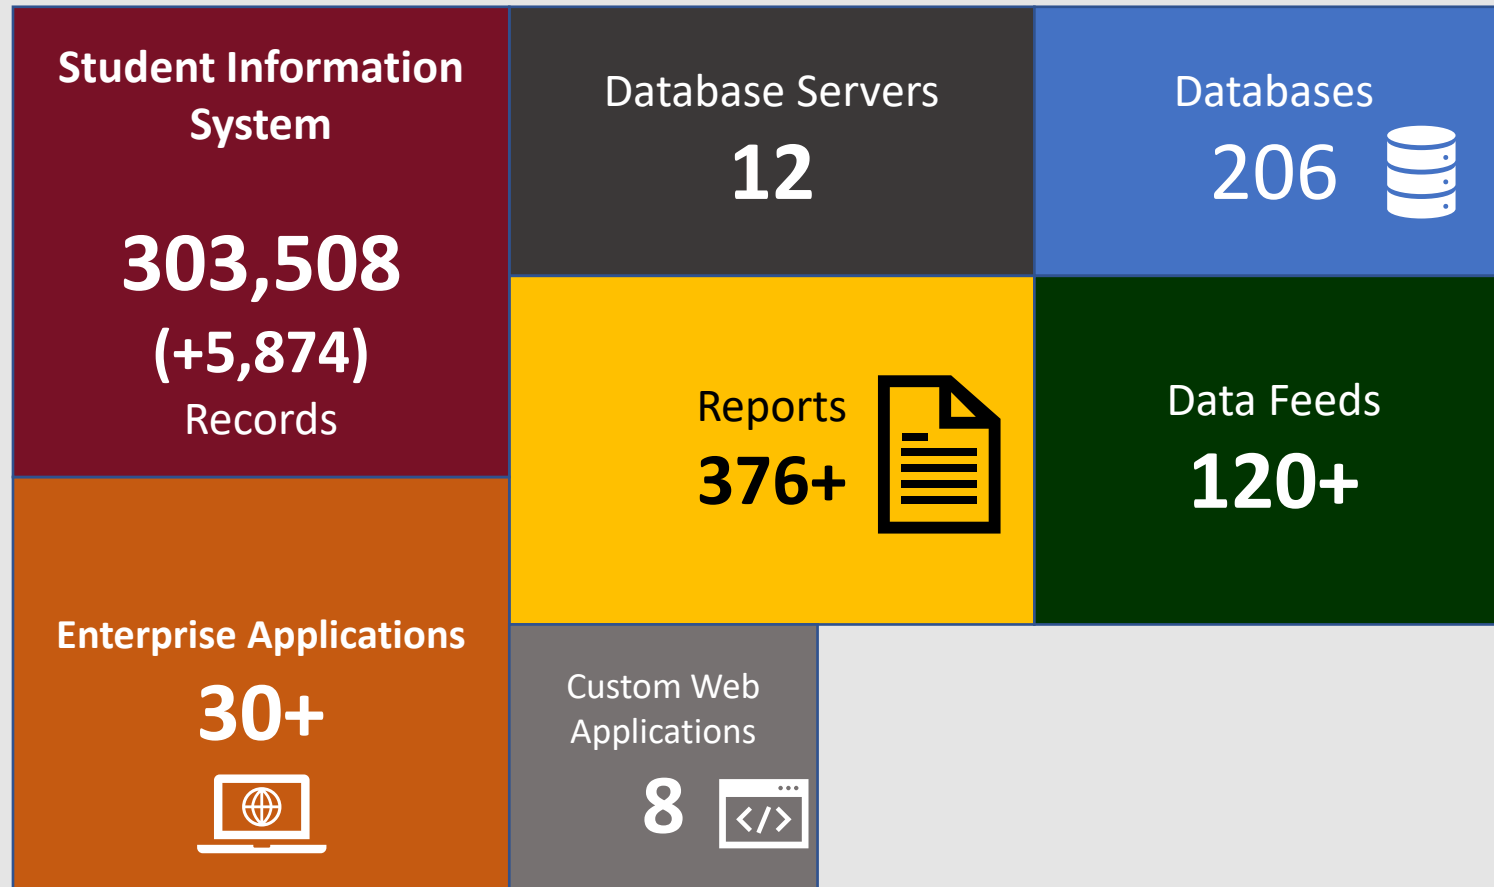 Student Information
System
303,508
(+5,874)
Records
Database Servers
12
Databases
206
Reports
376+
Data Feeds
120+
Enterprise Applications
30+
Custom Web
Applications
8
</>